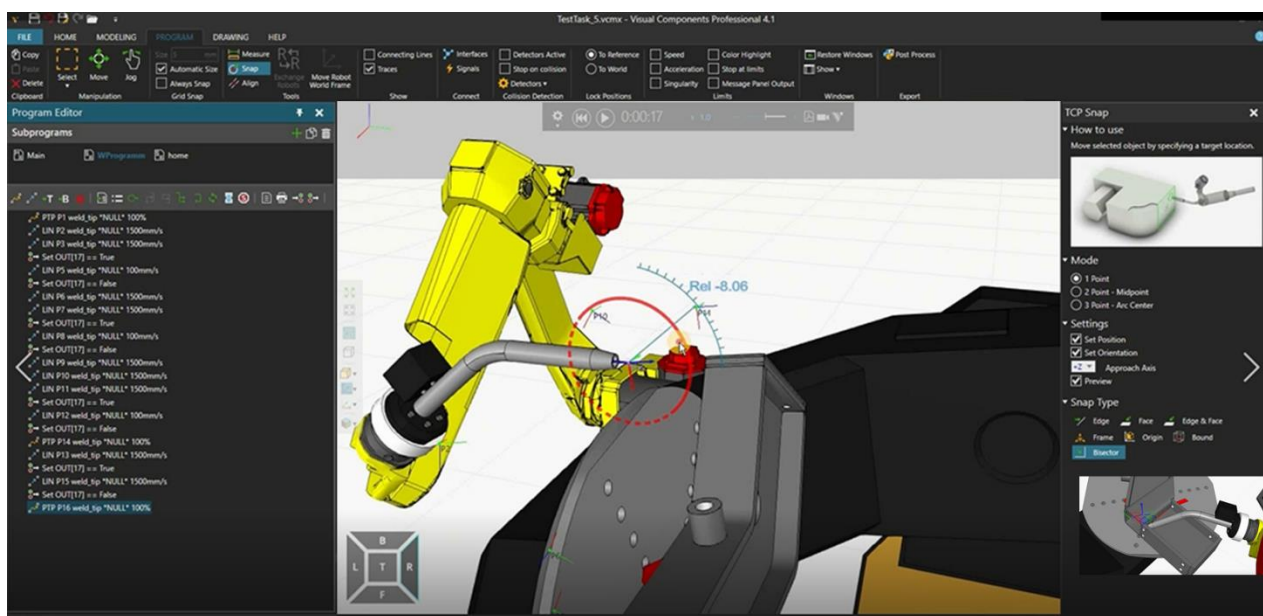 TestTask_5.vcmx - Visual Components Professional 4.1
FILE HOME MODELING PROGRAM DRAWING HELP
Copy
Paste
Delete
Clipboard
Select Move Jog
Manipulation
Size mm
Automatic Size
Always Snap
Grid Snap
Measure
Snap
Align
Exchange Robots
Move Robot World Frame
Tools
Connecting Lines
Traces
Show
Interfaces
Signals
Connect
Detectors Active
Stop on collision
Detectors
Collision Detection
To Reference
To World
Lock Positions
Speed
Acceleration
Singularity
Color Highlight
Stop at limits
Message Panel Output
Limits
Restore Windows
Show
Windows
Post Process
Export
Program Editor
Subprograms
Main WProgramm home
PTP P1 weld_tip *NULL* 100%
LIN P2 weld_tip *NULL* 1500mm/s
LIN P3 weld_tip *NULL* 1500mm/s
Set OUT[17] == True
LIN P5 weld_tip *NULL* 100mm/s
Set OUT[17] == False
LIN P6 weld_tip *NULL* 1500mm/s
LIN P7 weld_tip *NULL* 1500mm/s
Set OUT[17] == True
LIN P8 weld_tip *NULL* 100mm/s
Set OUT[17] == False
LIN P9 weld_tip *NULL* 1500mm/s
LIN P10 weld_tip *NULL* 1500mm/s
LIN P11 weld_tip *NULL* 1500mm/s
Set OUT[17] == True
LIN P12 weld_tip *NULL* 100mm/s
Set OUT[17] == False
PTP P14 weld_tip *NULL* 100%
LIN P13 weld_tip *NULL* 1500mm/s
Set OUT[17] == True
LIN P15 weld_tip *NULL* 1500mm/s
Set OUT[17] == False
PTP P16 weld_tip *NULL* 100%
0:00:17
1.0
Rel -8.06
P10
B
L T R
F
TCP Snap
How to use
Move selected object by specifying a target location.
Mode
1 Point
2 Point - Midpoint
3 Point - Arc Center
Settings
Set Position
Set Orientation
+Z Approach Axis
Preview
Snap Type
Edge Face Edge & Face
Frame Origin Bound
Bisector